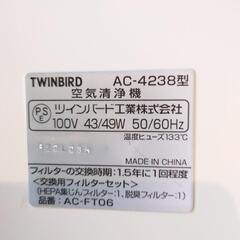 TWINBIRD AC-4238型
空気清浄機
PSE ツインバード工業株式会社
100V 43/49W 50/60Hz
温度ヒューズ133℃
MADE IN CHINA
フィルターの交換時期：1.5年に1回程度
＜交換用フィルターセット＞
(HEPA集じんフィルター：1、脱臭フィルター：1)
品番：AC-FT06